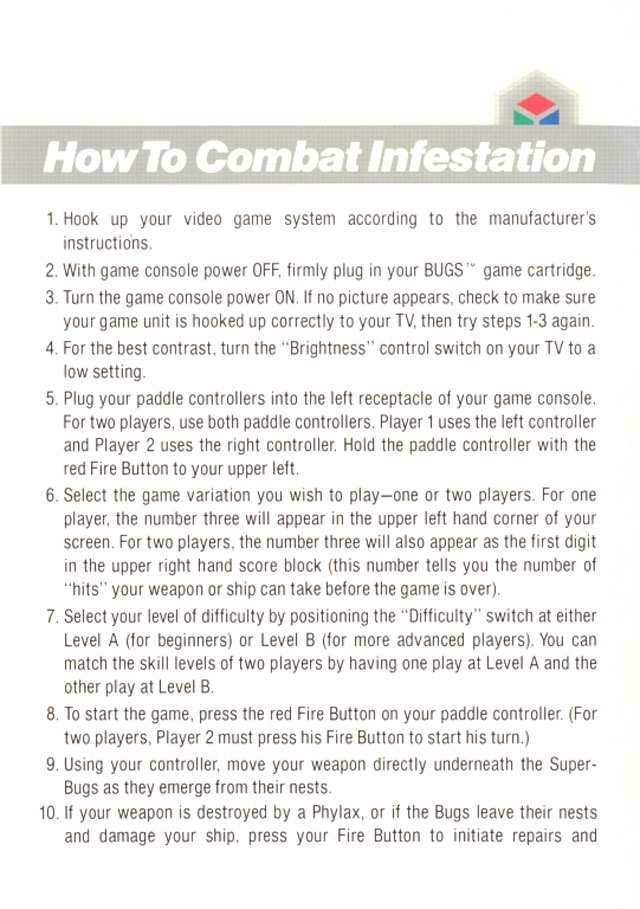 How To Combat Infestation
1. Hook up your video game system according to the manufacturer's
instructions.
2. With game console power OFF, firmly plug in your BUGS™ game cartridge.
3. Turn the game console power ON. If no picture appears, check to make sure
your game unit is hooked up correctly to your TV, then try steps 1-3 again.
4. For the best contrast, turn the "Brightness" control switch on your TV to a
low setting.
5. Plug your paddle controllers into the left receptacle of your game console.
For two players, use both paddle controllers. Player 1 uses the left controller
and Player 2 uses the right controller. Hold the paddle controller with the
red Fire Button to your upper left.
6. Select the game variation you wish to play—one or two players. For one
player, the number three will appear in the upper left hand corner of your
screen. For two players, the number three will also appear as the first digit
in the upper right hand score block (this number tells you the number of
"hits" your weapon or ship can take before the game is over).
7. Select your level of difficulty by positioning the "Difficulty" switch at either
Level A (for beginners) or Level B (for more advanced players). You can
match the skill levels of two players by having one play at Level A and the
other play at Level B.
8. To start the game, press the red Fire Button on your paddle controller. (For
two players, Player 2 must press his Fire Button to start his turn.)
9. Using your controller, move your weapon directly underneath the Super-
Bugs as they emerge from their nests.
10. If your weapon is destroyed by a Phylax, or if the Bugs leave their nests
and damage your ship, press your Fire Button to initiate repairs and